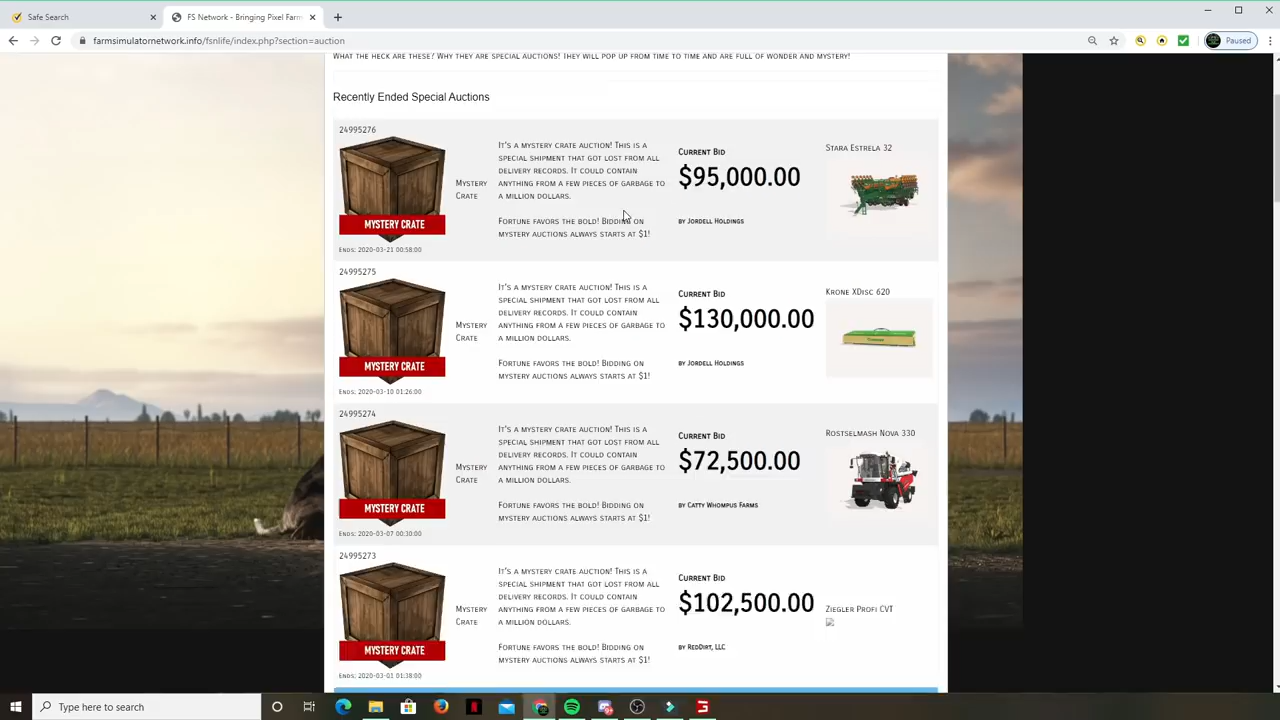 Safe Search
FS Network - Bringing Pixel Farm
farmsimulatornetwork.info/fsnlife/index.php?section=auction
Paused
What the heck are these? Why they are special auctions! They will pop up from time to time and are full of wonder and mystery!
Recently Ended Special Auctions
24995276
MYSTERY CRATE
Ends: 2020-03-21 00:58:00
Mystery
Crate
It's a mystery crate auction! This is a
special shipment that got lost from all
delivery records. It could contain
anything from a few pieces of garbage to
a million dollars.
Fortune favors the bold! Bidding on
mystery auctions always starts at $1!
Current Bid
$95,000.00
by Jordell Holdings
Stara Estrela 32
24995275
MYSTERY CRATE
Ends: 2020-03-10 01:26:00
Mystery
Crate
It's a mystery crate auction! This is a
special shipment that got lost from all
delivery records. It could contain
anything from a few pieces of garbage to
a million dollars.
Fortune favors the bold! Bidding on
mystery auctions always starts at $1!
Current Bid
$130,000.00
by Jordell Holdings
Krone XDisc 620
24995274
MYSTERY CRATE
Ends: 2020-03-07 00:30:00
Mystery
Crate
It's a mystery crate auction! This is a
special shipment that got lost from all
delivery records. It could contain
anything from a few pieces of garbage to
a million dollars.
Fortune favors the bold! Bidding on
mystery auctions always starts at $1!
Current Bid
$72,500.00
by Catty Whompus Farms
Rostselmash Nova 330
24995273
MYSTERY CRATE
Ends: 2020-03-01 01:38:00
Mystery
Crate
It's a mystery crate auction! This is a
special shipment that got lost from all
delivery records. It could contain
anything from a few pieces of garbage to
a million dollars.
Fortune favors the bold! Bidding on
mystery auctions always starts at $1!
Current Bid
$102,500.00
by RedDirt, LLC
Ziegler Profi CVT
Type here to search